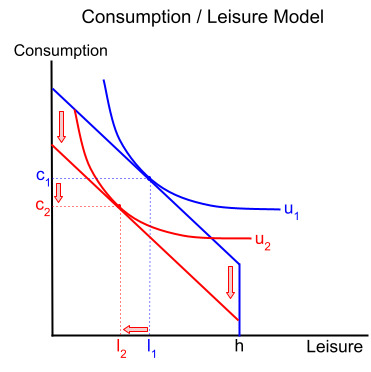 Consumption / Leisure Model
Consumption
c1
c2
u1
u2
l2 l1 h Leisure